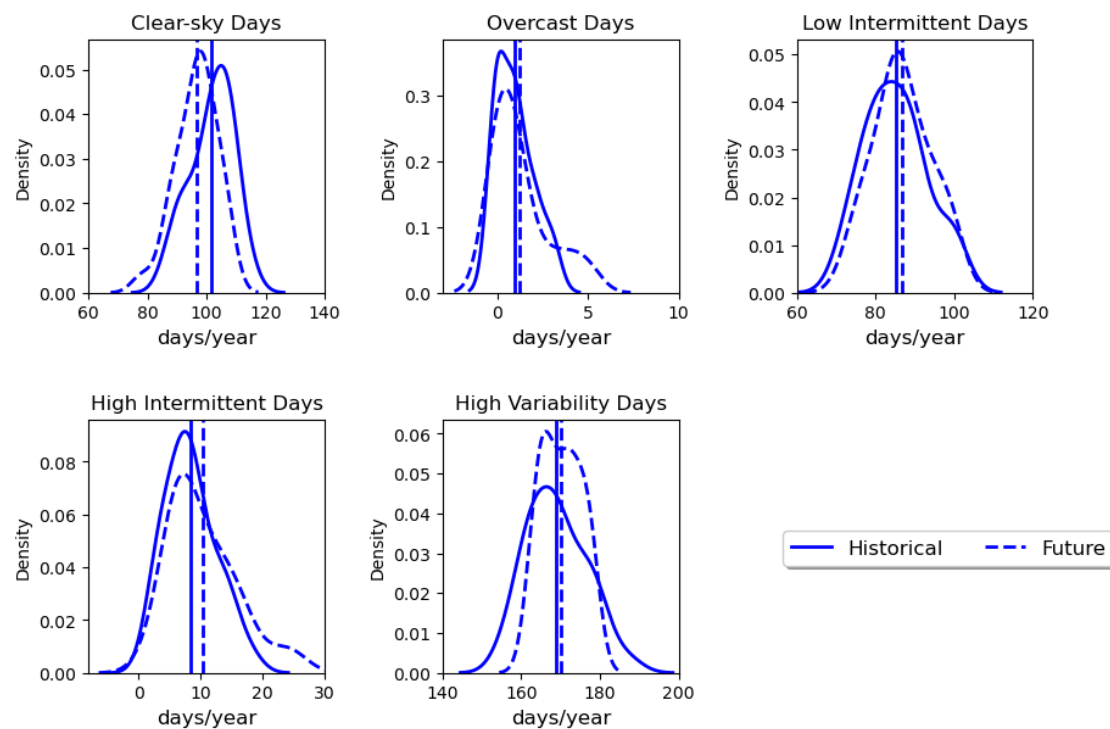 Clear-sky Days
Density
0.05
0.04
0.03
0.02
0.01
0.00
60 80 100 120 140
days/year
Overcast Days
Density
0.3
0.2
0.1
0.0
0 5 10
days/year
Low Intermittent Days
Density
0.05
0.04
0.03
0.02
0.01
0.00
60 80 100 120
days/year
High Intermittent Days
Density
0.08
0.06
0.04
0.02
0.00
0 10 20 30
days/year
High Variability Days
Density
0.06
0.05
0.04
0.03
0.02
0.01
0.00
140 160 180 200
days/year
Historical Future